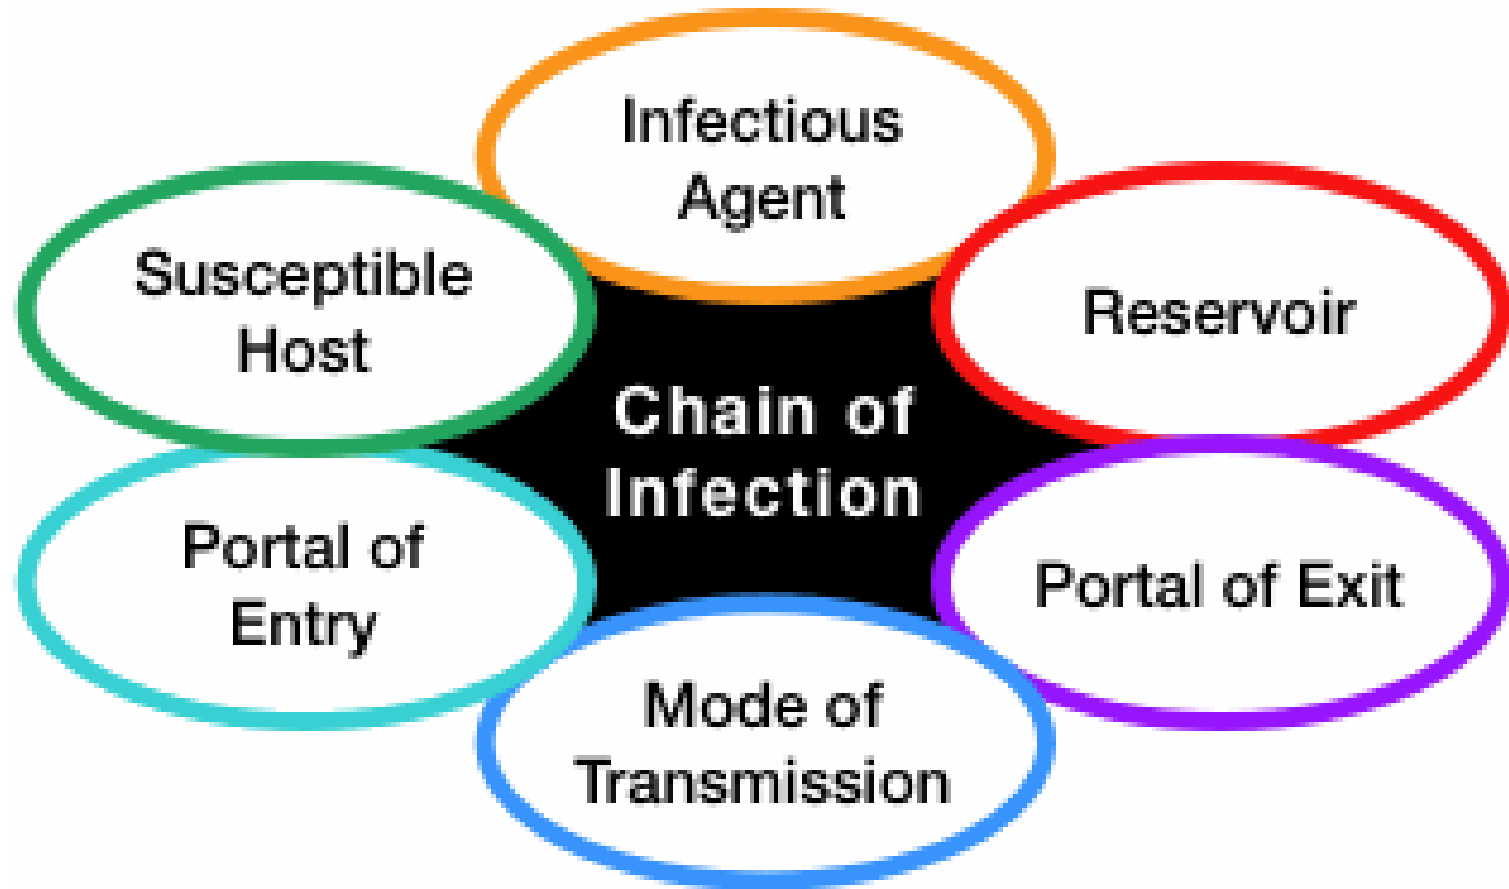 Infectious
Agent
Susceptible
Host
Reservoir
Chain of
Infection
Portal of
Entry
Portal of Exit
Mode of
Transmission